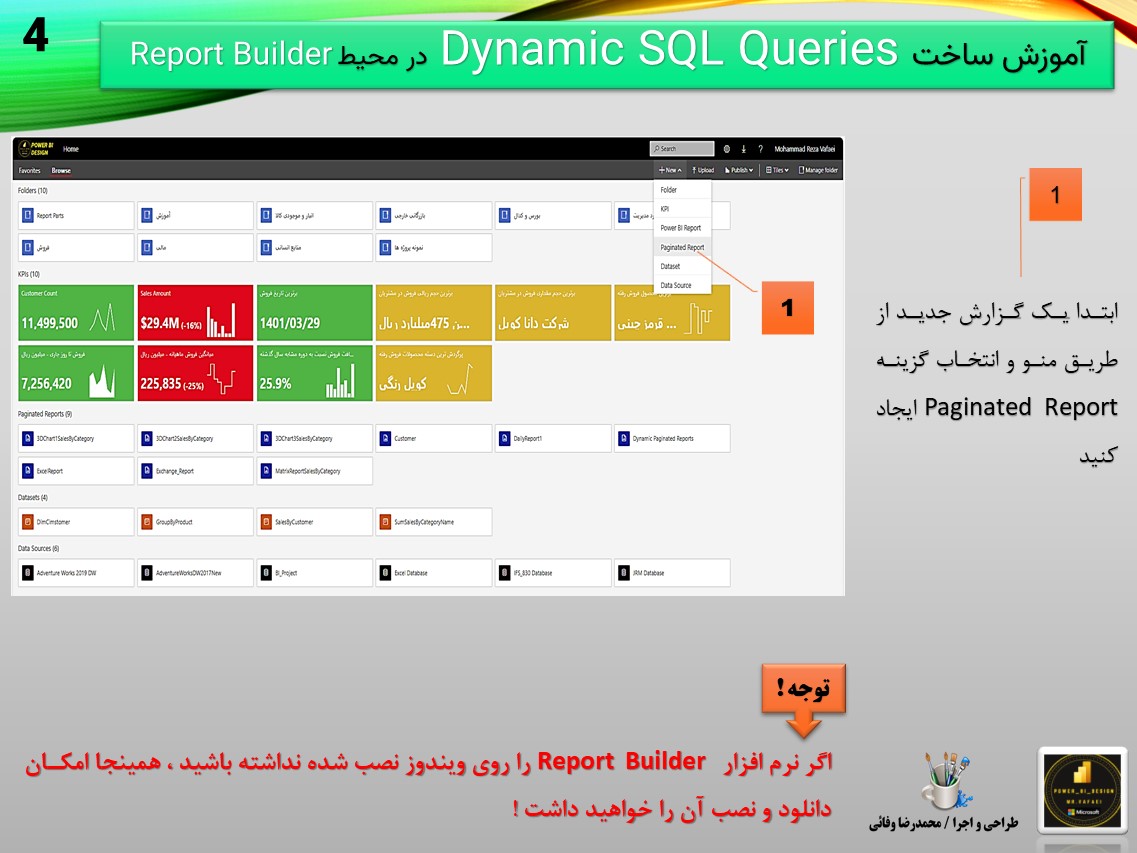 4
آموزش ساخت Dynamic SQL Queries در محیط Report Builder
POWER BI DESIGN
Home
Search
?
Mohammad Reza Vafaei
Favorites
Browse
New
Upload
Publish
Tiles
Manage folder
Folder
KPI
Power BI Report
Paginated Report
Dataset
Data Source
1
1
ابتدا یک گزارش جدید از
طریق منو و انتخاب گزینه
Paginated Report ایجاد
کنید
Folders (10)
Report Parts
آموزش
انبار و موجودی کالا
بازرگانی خارجی
بورس و کدال
فروش
مالی
منابع انسانی
نمونه پروژه ها
KPIs (10)
Customer Count
11,499,500
Sales Amount
$29.4M (-16%)
برترین تاریخ فروش
1401/03/29
برترین حجم ریالی فروش در مشتریان
...ن 475میلیارد ریال
برترین حجم مقداری فروش در مشتریان
شرکت دانا کویل
... قرمز چینی
فروش تا روز جاری - میلیون ریال
7,256,420
میانگین فروش ماهیانه - میلیون ریال
225,835 (-25%)
...افت فروش نسبت به دوره مشابه سال گذشته
25.9%
پرگردش ترین دسته محصولات فروش رفته
کویل رنگی
Paginated Reports (9)
3DChart1SalesByCategory
3DChart2SalesByCategory
3DChart3SalesByCategory
Customer
DailyReport1
Dynamic Paginated Reports
ExcelReport
Exchange_Report
MatrixReportSalesByCategory
Datasets (4)
DimCimstomer
GroupByProduct
SalesByCustomer
SumSalesByCategoryName
Data Sources (6)
Adventure Works 2019 DW
AdventureWorksDW2017New
BI_Project
Excel Database
IFS_830 Database
JRM Database
توجه!
اگر نرم افزار Report Builder را روی ویندوز نصب شده نداشته باشید ، همینجا امکان
دانلود و نصب آن را خواهید داشت !
طراحی و اجرا / محمدرضا وفائی
POWER_BI_DESIGN
MR.VAFAEI
Microsoft